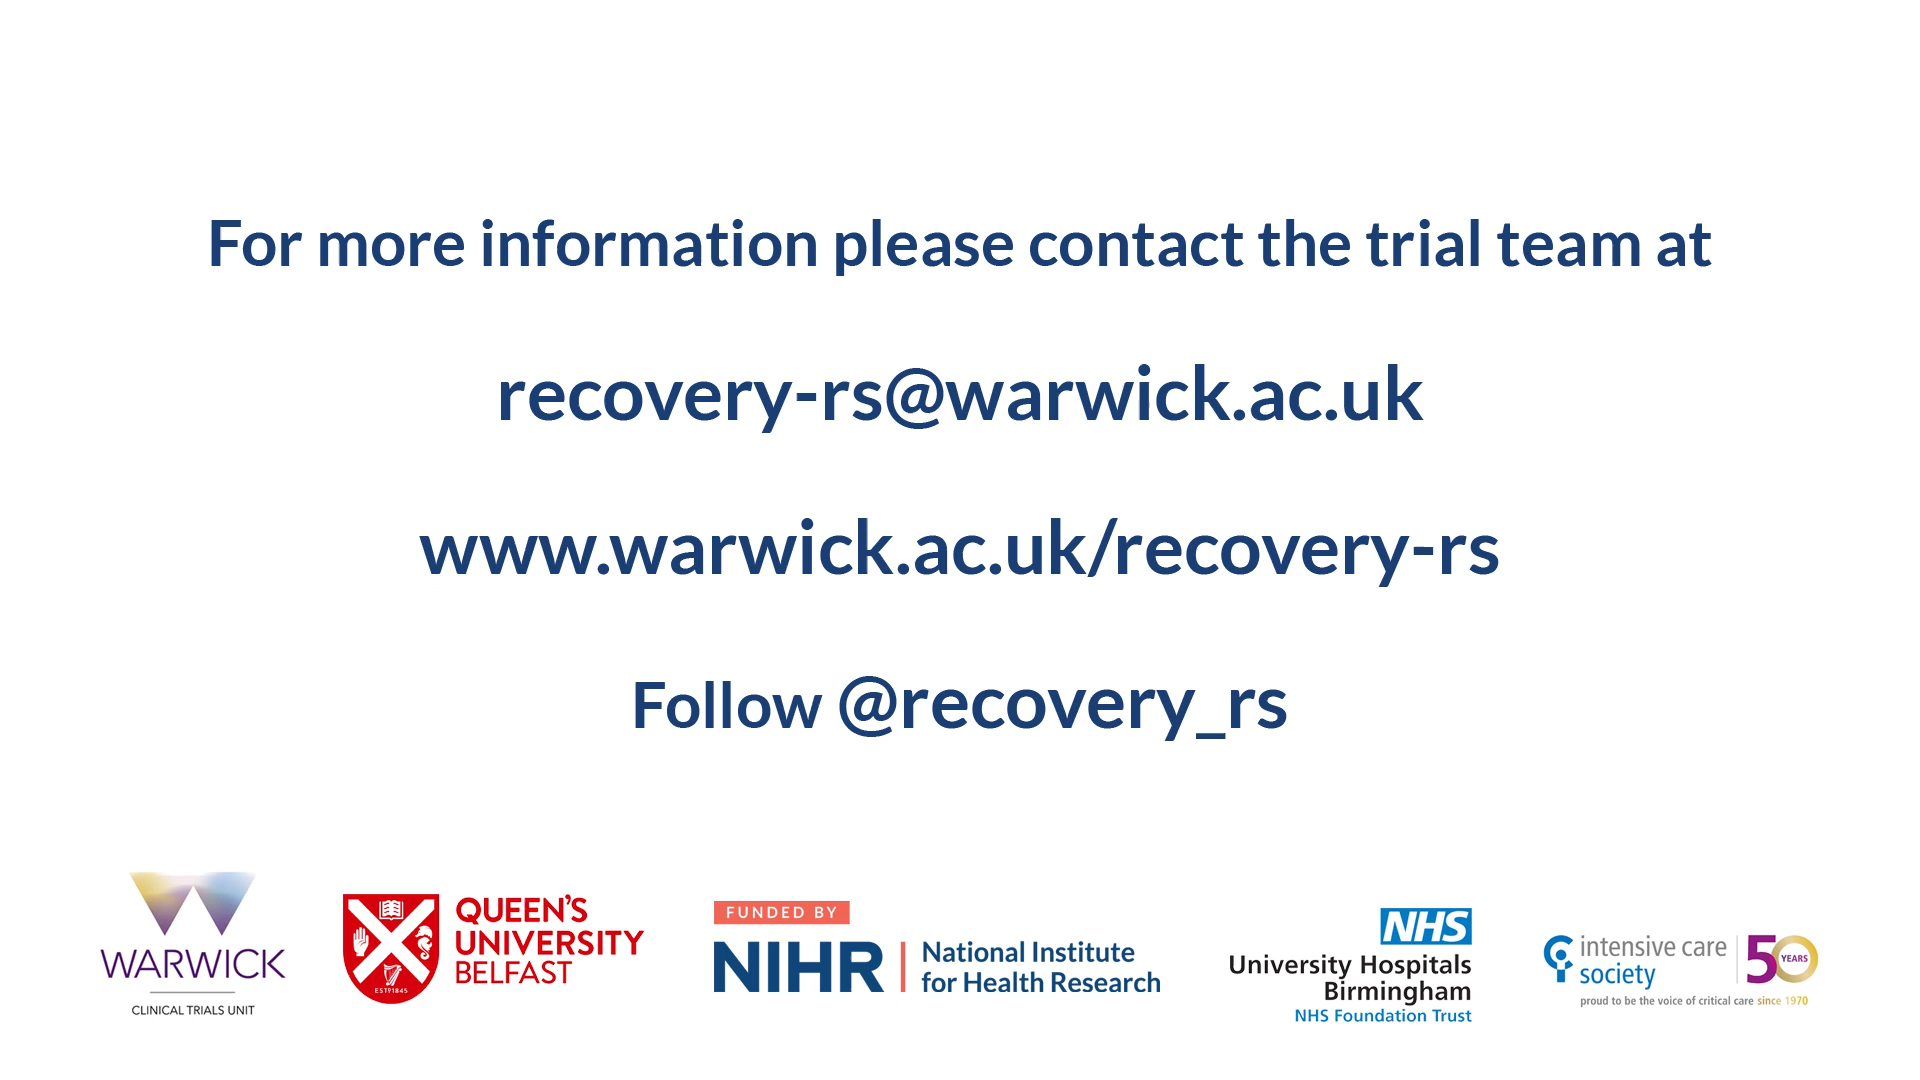 For more information please contact the trial team at
recovery-rs@warwick.ac.uk
www.warwick.ac.uk/recovery-rs
Follow @recovery_rs
WARWICK
CLINICAL TRIALS UNIT
QUEEN'S
UNIVERSITY
BELFAST
ESTD1845
FUNDED BY
NIHR
National Institute
for Health Research
NHS
University Hospitals
Birmingham
NHS Foundation Trust
intensive care
society
50 YEARS
proud to be the voice of critical care since 1970